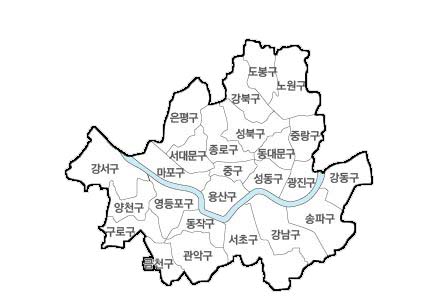 도봉구
노원구
강북구
은평구
성북구
중랑구
종로구
서대문구
동대문구
강서구
마포구
중구
성동구
광진구
강동구
양천구
영등포구
용산구
송파구
동작구
구로구
서초구
강남구
관악구